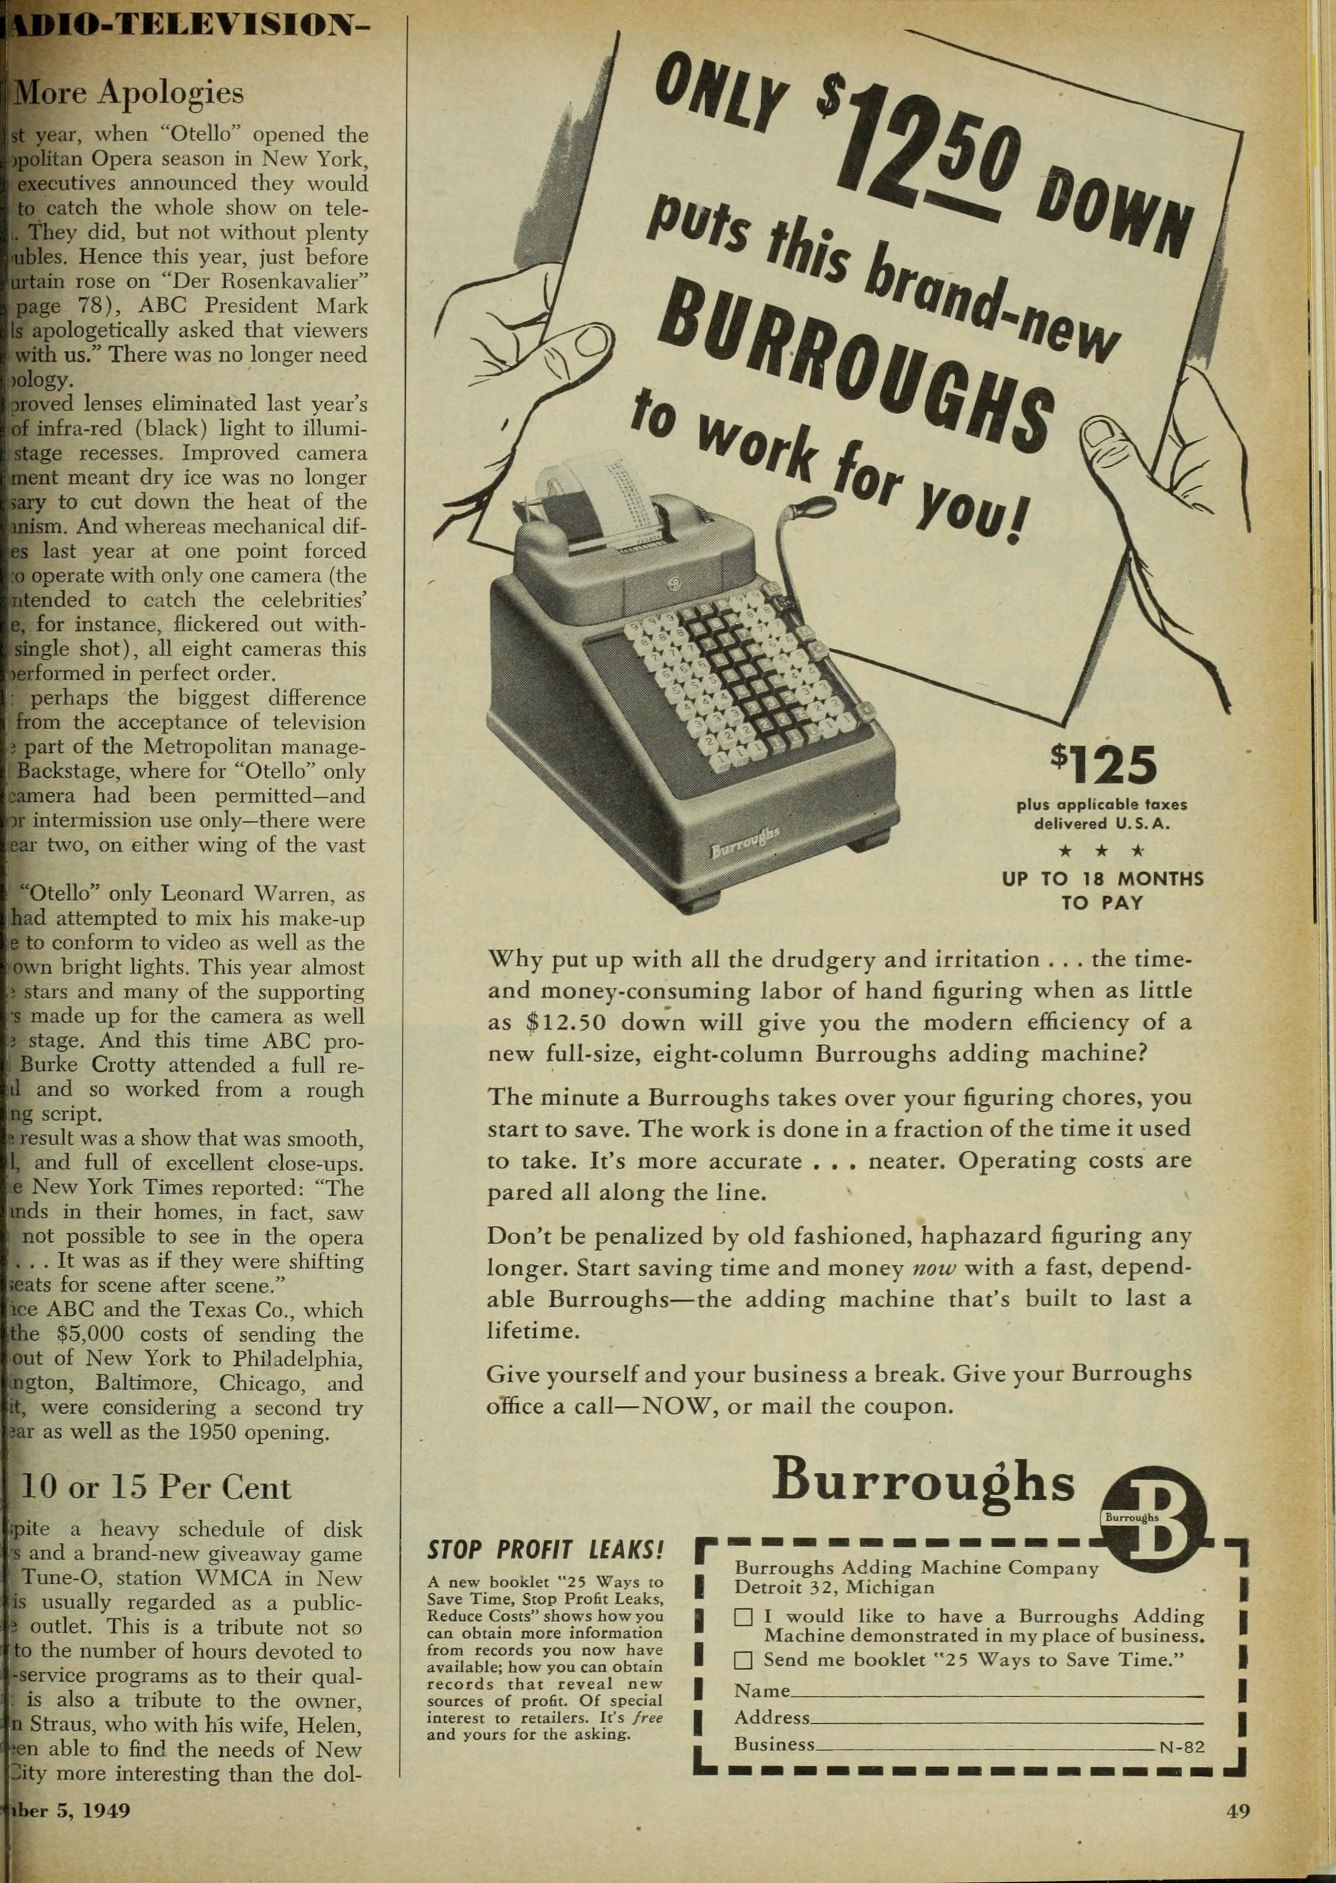 ADIO-TELEVISION-
More Apologies
st year, when “Otello” opened the
opolitan Opera season in New York,
executives announced they would
to catch the whole show on tele-
. They did, but not without plenty
ubles. Hence this year, just before
urtain rose on “Der Rosenkavalier”
page 78), ABC President Mark
ls apologetically asked that viewers
with us.” There was no longer need
ology.
proved lenses eliminated last year’s
of infra-red (black) light to illumi-
stage recesses. Improved camera
ment meant dry ice was no longer
sary to cut down the heat of the
anism. And whereas mechanical dif-
es last year at one point forced
to operate with only one camera (the
ntended to catch the celebrities’
e, for instance, flickered out with-
single shot), all eight cameras this
performed in perfect order.
perhaps the biggest difference
from the acceptance of television
part of the Metropolitan manage-
Backstage, where for “Otello” only
camera had been permitted—and
or intermission use only—there were
ear two, on either wing of the vast
“Otello” only Leonard Warren, as
had attempted to mix his make-up
e to conform to video as well as the
own bright lights. This year almost
stars and many of the supporting
s made up for the camera as well
stage. And this time ABC pro-
Burke Crotty attended a full re-
l and so worked from a rough
ng script.
result was a show that was smooth,
l, and full of excellent close-ups.
e New York Times reported: “The
ands in their homes, in fact, saw
not possible to see in the opera
. . . It was as if they were shifting
seats for scene after scene.”
ice ABC and the Texas Co., which
the $5,000 costs of sending the
out of New York to Philadelphia,
ington, Baltimore, Chicago, and
it, were considering a second try
ear as well as the 1950 opening.
10 or 15 Per Cent
spite a heavy schedule of disk
s and a brand-new giveaway game
Tune-O, station WMCA in New
is usually regarded as a public-
e outlet. This is a tribute not so
to the number of hours devoted to
-service programs as to their qual-
is also a tribute to the owner,
n Straus, who with his wife, Helen,
een able to find the needs of New
City more interesting than the dol-
ber 5, 1949
ONLY $12.50 DOWN
puts this brand-new
BURROUGHS
to work for you!
Burroughs
$125
plus applicable taxes
delivered U.S.A.
★ ★ ★
UP TO 18 MONTHS
TO PAY
Why put up with all the drudgery and irritation . . . the time-
and money-consuming labor of hand figuring when as little
as $12.50 down will give you the modern efficiency of a
new full-size, eight-column Burroughs adding machine?
The minute a Burroughs takes over your figuring chores, you
start to save. The work is done in a fraction of the time it used
to take. It’s more accurate . . . neater. Operating costs are
pared all along the line.
Don’t be penalized by old fashioned, haphazard figuring any
longer. Start saving time and money now with a fast, depend-
able Burroughs—the adding machine that’s built to last a
lifetime.
Give yourself and your business a break. Give your Burroughs
office a call—NOW, or mail the coupon.
Burroughs
B
Burroughs
STOP PROFIT LEAKS!
A new booklet “25 Ways to
Save Time, Stop Profit Leaks,
Reduce Costs” shows how you
can obtain more information
from records you now have
available; how you can obtain
records that reveal new
sources of profit. Of special
interest to retailers. It’s free
and yours for the asking.
Burroughs Adding Machine Company
Detroit 32, Michigan
I would like to have a Burroughs Adding
Machine demonstrated in my place of business.
Send me booklet “25 Ways to Save Time.”
Name
Address
Business
N-82
49